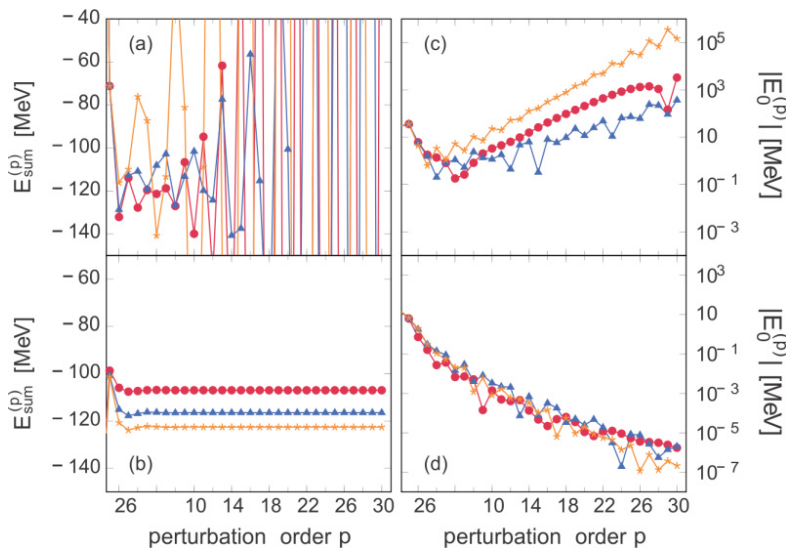 (a)
− 40
− 60
− 80
− 100
− 120
− 140
E_sum^(p) [MeV]
(c)
10^5
10^3
10
10^−1
10^−3
|E_0^(p)| [MeV]
(b)
− 60
− 80
− 100
− 120
− 140
E_sum^(p) [MeV]
26 10 14 18 22 26 30
perturbation order p
(d)
10^3
10
10^−1
10^−3
10^−5
10^−7
|E_0^(p)| [MeV]
26 10 14 18 22 26 30
perturbation order p